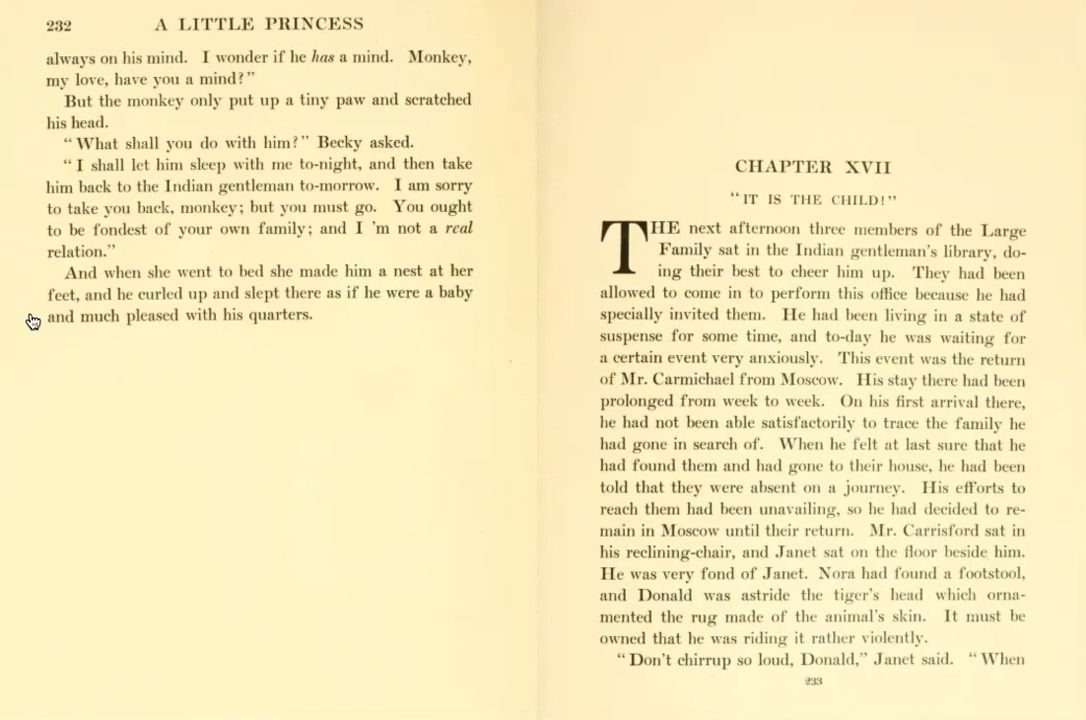 232 A LITTLE PRINCESS
always on his mind. I wonder if he has a mind. Monkey,
my love, have you a mind?"
But the monkey only put up a tiny paw and scratched
his head.
"What shall you do with him?" Becky asked.
"I shall let him sleep with me to-night, and then take
him back to the Indian gentleman to-morrow. I am sorry
to take you back, monkey; but you must go. You ought
to be fondest of your own family; and I 'm not a real
relation."
And when she went to bed she made him a nest at her
feet, and he curled up and slept there as if he were a baby
and much pleased with his quarters.
CHAPTER XVII
"IT IS THE CHILD!"
THE next afternoon three members of the Large
Family sat in the Indian gentleman's library, do-
ing their best to cheer him up. They had been
allowed to come in to perform this office because he had
specially invited them. He had been living in a state of
suspense for some time, and to-day he was waiting for
a certain event very anxiously. This event was the return
of Mr. Carmichael from Moscow. His stay there had been
prolonged from week to week. On his first arrival there,
he had not been able satisfactorily to trace the family he
had gone in search of. When he felt at last sure that he
had found them and had gone to their house, he had been
told that they were absent on a journey. His efforts to
reach them had been unavailing, so he had decided to re-
main in Moscow until their return. Mr. Carrisford sat in
his reclining-chair, and Janet sat on the floor beside him.
He was very fond of Janet. Nora had found a footstool,
and Donald was astride the tiger's head which orna-
mented the rug made of the animal's skin. It must be
owned that he was riding it rather violently.
"Don't chirrup so loud, Donald," Janet said. "When
233